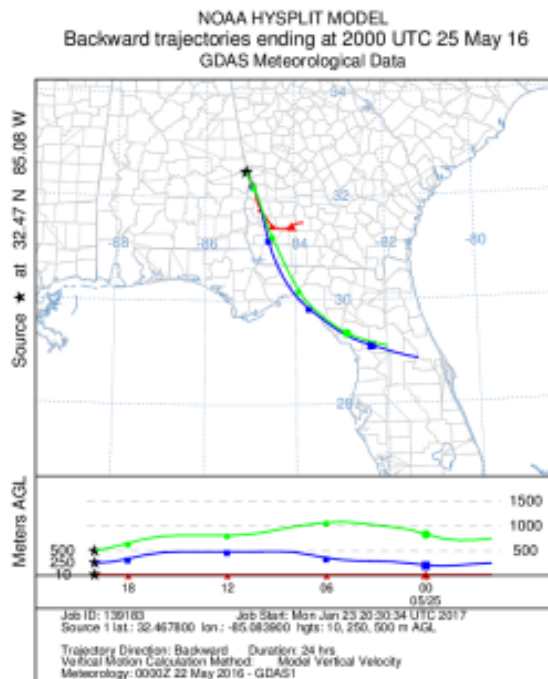 NOAA HYSPLIT MODEL
Backward trajectories ending at 2000 UTC 25 May 16
GDAS Meteorological Data
Source ★ at 32.47 N 85.08 W
34
32
-88
-86
-84
-82
-80
30
28
Meters AGL
1500
1000
500
500
250
10
18
12
06
00
05/25
Job ID: 139183 Job Start: Mon Jan 23 20:30:34 UTC 2017
Source 1 lat.: 32.467800 lon.: -85.083900 hgts: 10, 250, 500 m AGL
Trajectory Direction: Backward Duration: 24 hrs
Vertical Motion Calculation Method: Model Vertical Velocity
Meteorology: 0000Z 22 May 2016 - GDAS1